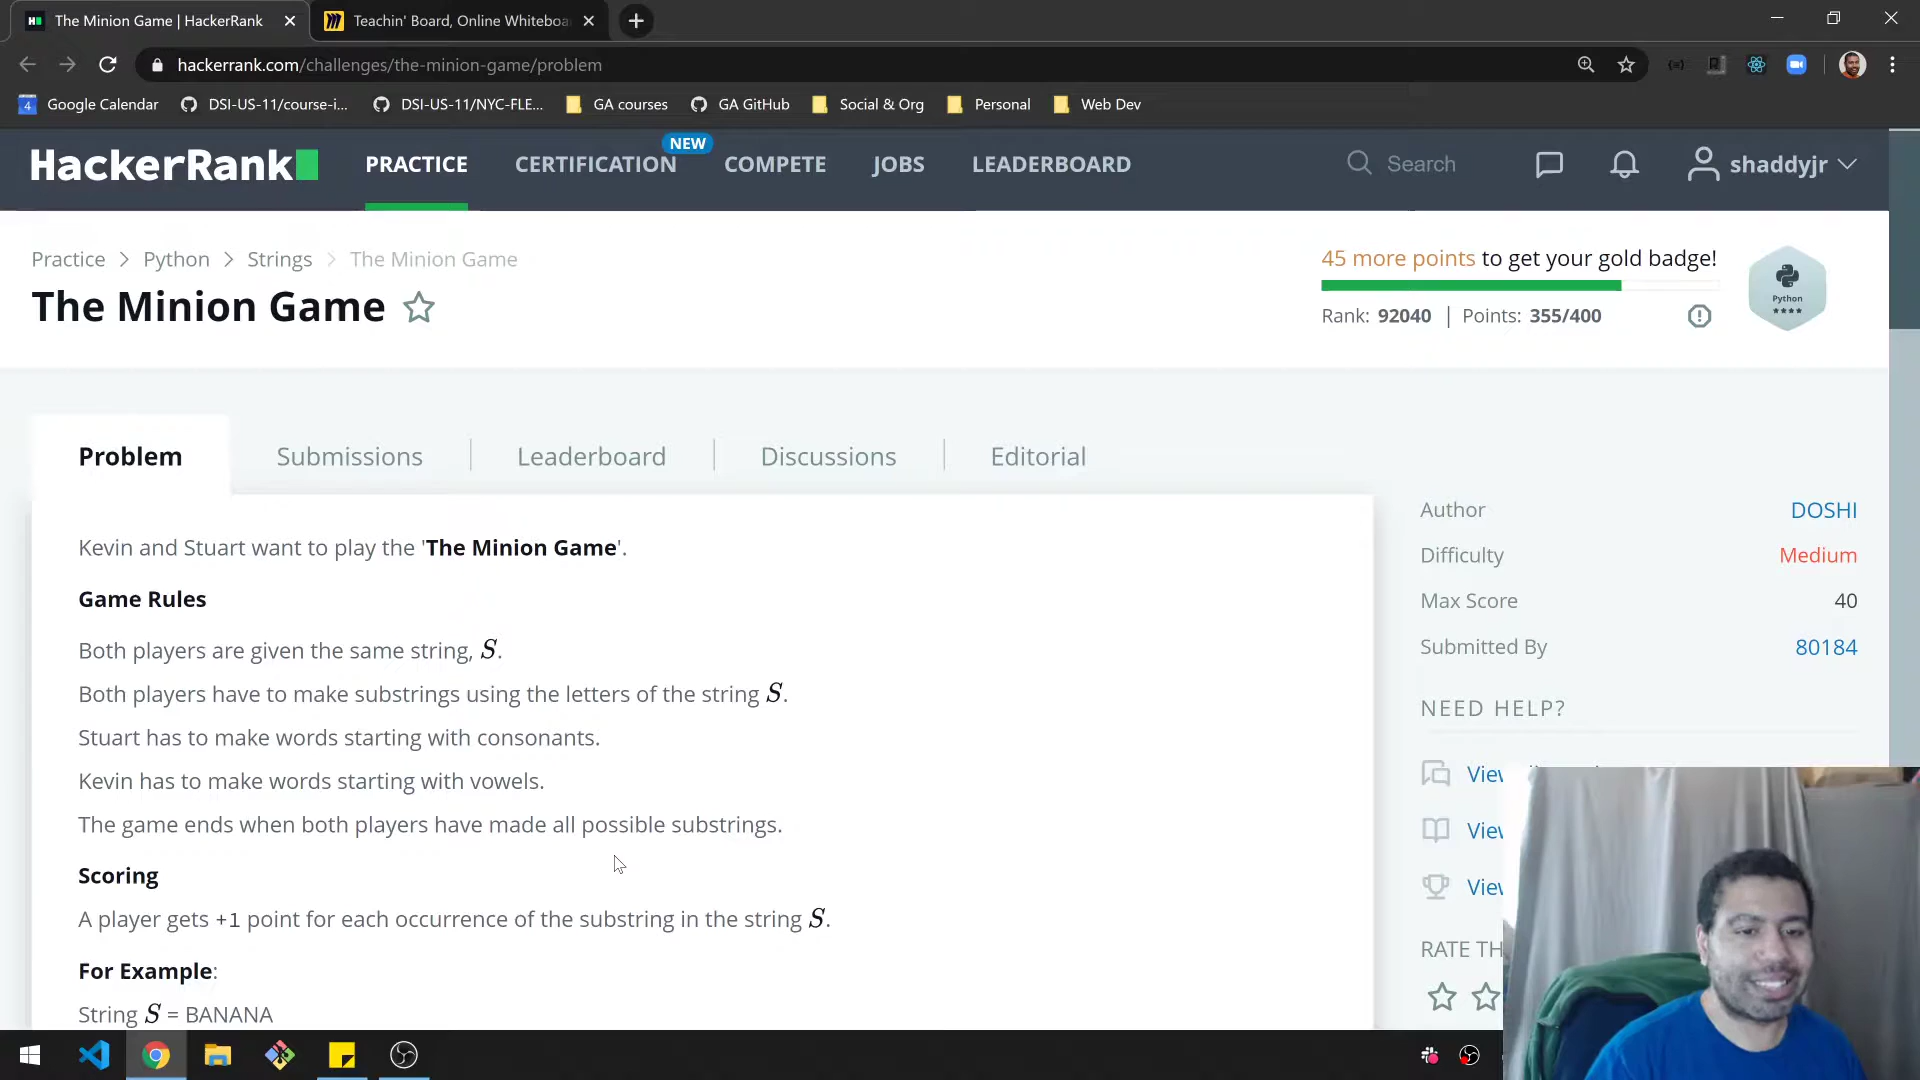 The Minion Game | HackerRank
Teachin' Board, Online Whiteboa
hackerrank.com/challenges/the-minion-game/problem
4 Google Calendar
DSI-US-11/course-i...
DSI-US-11/NYC-FLE...
GA courses
GA GitHub
Social & Org
Personal
Web Dev
HackerRank
PRACTICE
CERTIFICATION
NEW
COMPETE
JOBS
LEADERBOARD
Search
shaddyjr
Practice > Python > Strings > The Minion Game
The Minion Game
45 more points to get your gold badge!
Rank: 92040 | Points: 355/400
Python
Problem
Submissions
Leaderboard
Discussions
Editorial
Kevin and Stuart want to play the 'The Minion Game'.
Game Rules
Both players are given the same string, S.
Both players have to make substrings using the letters of the string S.
Stuart has to make words starting with consonants.
Kevin has to make words starting with vowels.
The game ends when both players have made all possible substrings.
Scoring
A player gets +1 point for each occurrence of the substring in the string S.
For Example:
String S = BANANA
Author DOSHI
Difficulty Medium
Max Score 40
Submitted By 80184
NEED HELP?
View
View
View
RATE TH